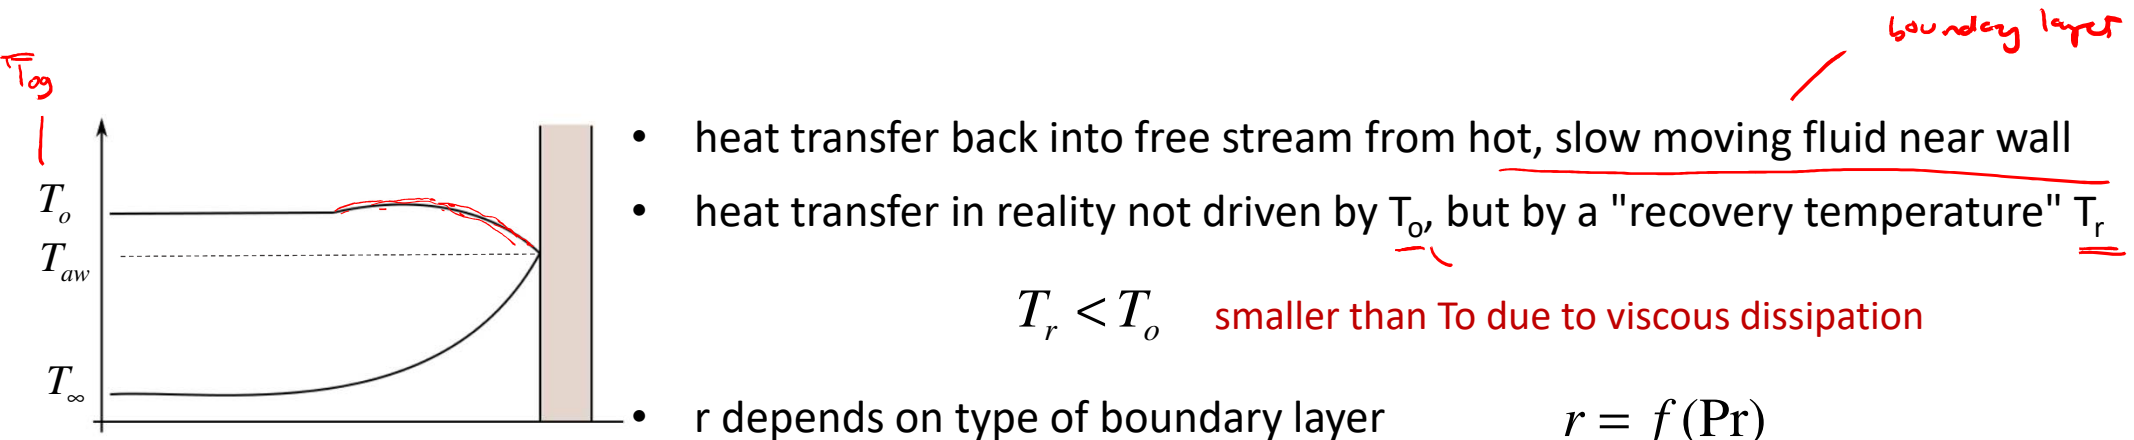 boundary layer
Tog
• heat transfer back into free stream from hot, slow moving fluid near wall
T_o
• heat transfer in reality not driven by T_o, but by a "recovery temperature" T_r
T_aw
T_r < T_o smaller than To due to viscous dissipation
T_∞
• r depends on type of boundary layer r = f(Pr)